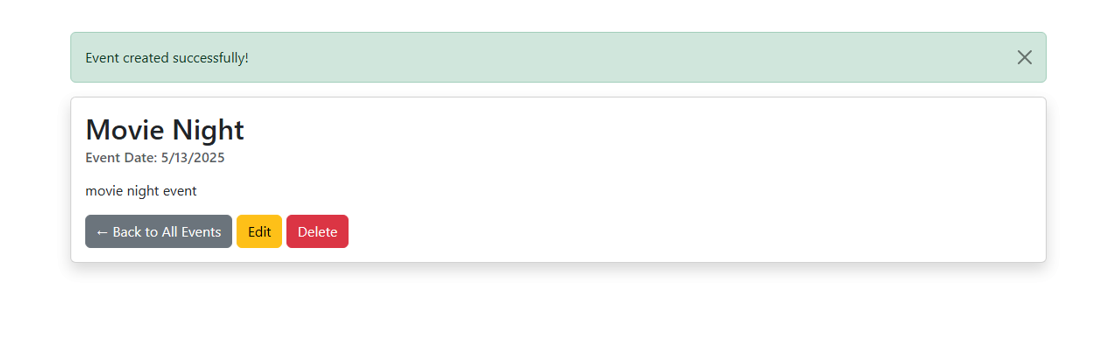 Event created successfully!
Movie Night
Event Date: 5/13/2025
movie night event
← Back to All Events Edit Delete